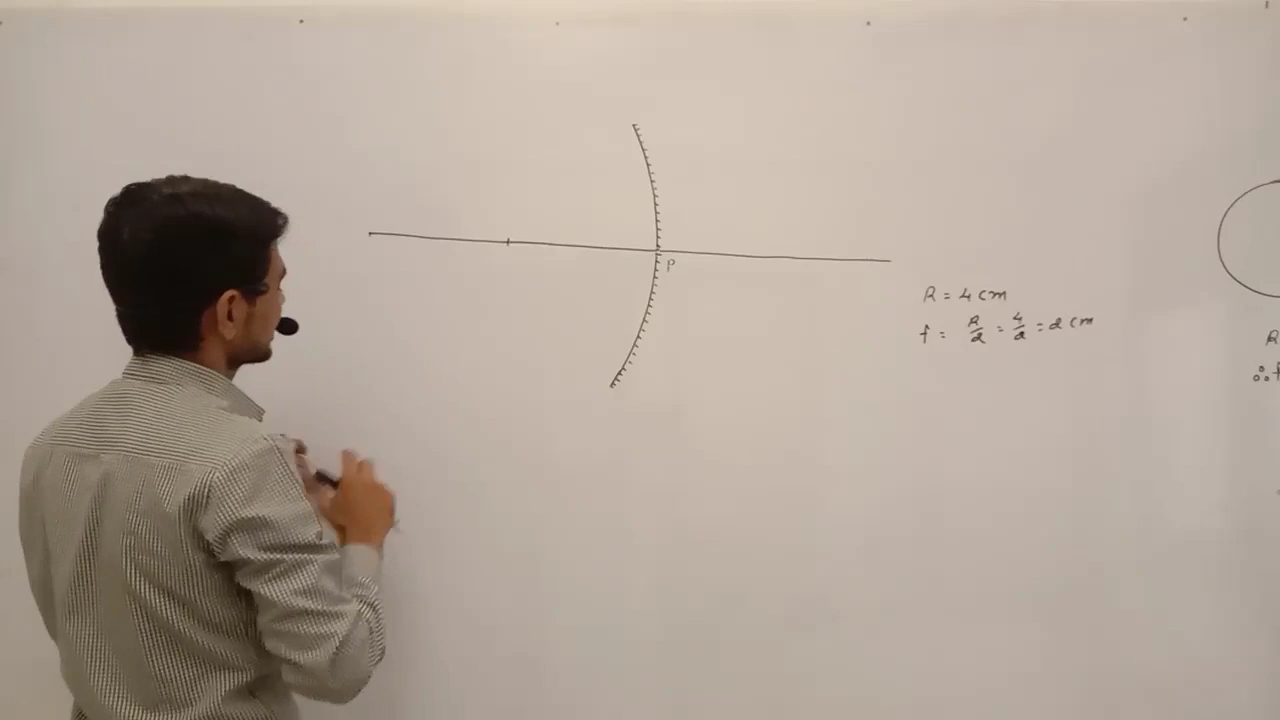 P
R = 4 cm
f = R/2 = 4/2 = 2 cm
R
∴ f